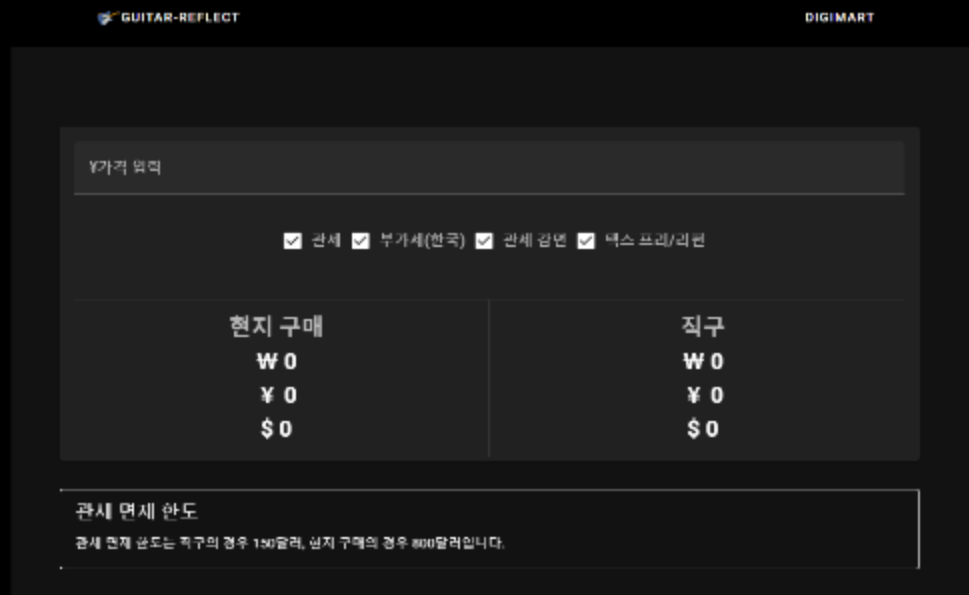 GUITAR-REFLECT
DIGIMART
¥가격 입력
관세 부가세(한국) 관세 감면 택스 프리/리펀
현지 구매
₩ 0
¥ 0
$ 0
직구
₩ 0
¥ 0
$ 0
관세 면제 한도
관세 면제 한도는 직구의 경우 150달러, 현지 구매의 경우 800달러입니다.